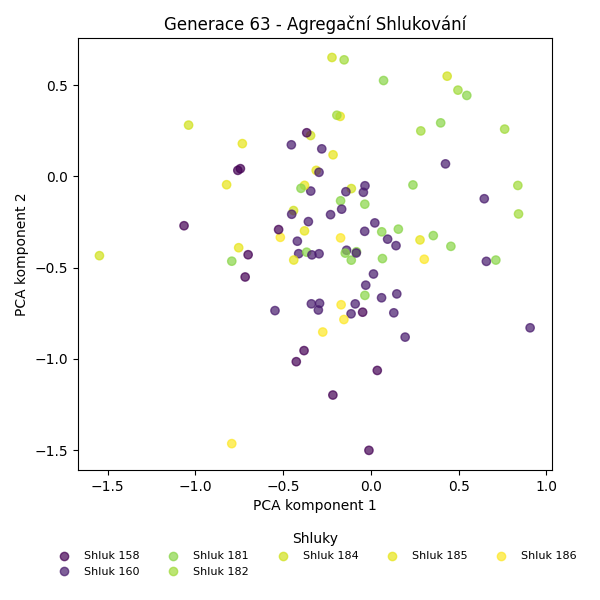 Generace 63 - Agregační Shlukování
PCA komponent 2
0.5
0.0
−0.5
−1.0
−1.5
−1.5 −1.0 −0.5 0.0 0.5 1.0
PCA komponent 1
Shluky
Shluk 158 Shluk 181 Shluk 184 Shluk 185 Shluk 186
Shluk 160 Shluk 182